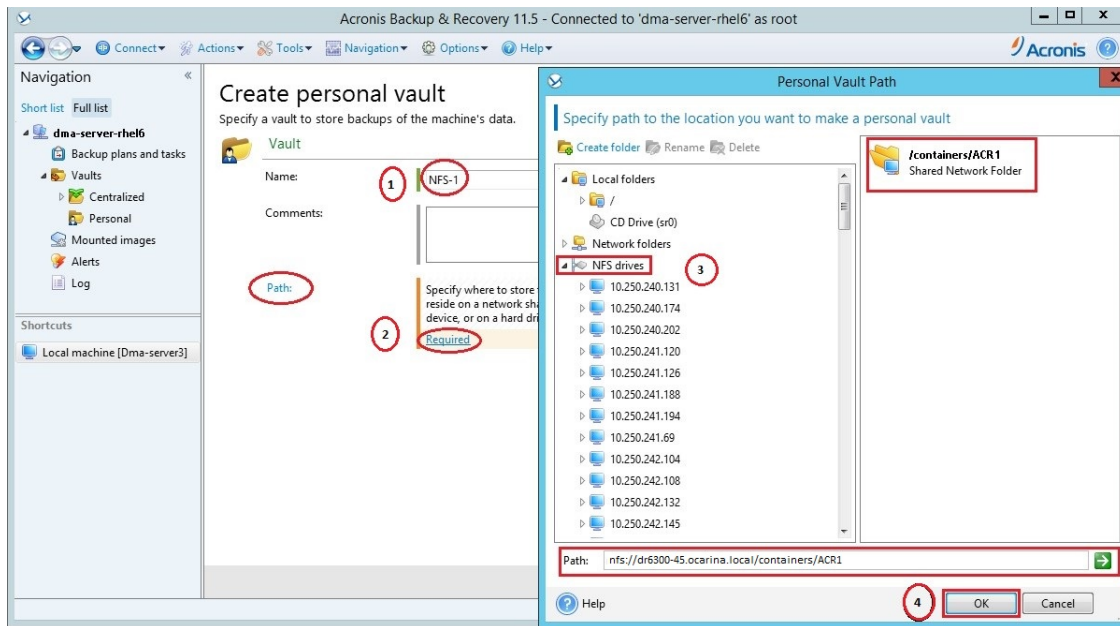 Acronis Backup & Recovery 11.5 - Connected to 'dma-server-rhel6' as root
Connect Actions Tools Navigation Options Help
Acronis
Navigation
Short list Full list
dma-server-rhel6
Backup plans and tasks
Vaults
Centralized
Personal
Mounted images
Alerts
Log
Shortcuts
Local machine [Dma-server3]
Create personal vault
Specify a vault to store backups of the machine's data.
Vault
Name:
1
NFS-1
Comments:
Path:
Specify where to store
reside on a network sh
device, or on a hard dri
2
Required
Personal Vault Path
X
Specify path to the location you want to make a personal vault
Create folder Rename Delete
Local folders
/
CD Drive (sr0)
Network folders
NFS drives
3
10.250.240.131
10.250.240.174
10.250.240.202
10.250.241.120
10.250.241.126
10.250.241.188
10.250.241.194
10.250.241.69
10.250.242.104
10.250.242.108
10.250.242.132
10.250.242.145
/containers/ACR1
Shared Network Folder
Path: nfs://dr6300-45.ocarina.local/containers/ACR1
Help
4
OK
Cancel